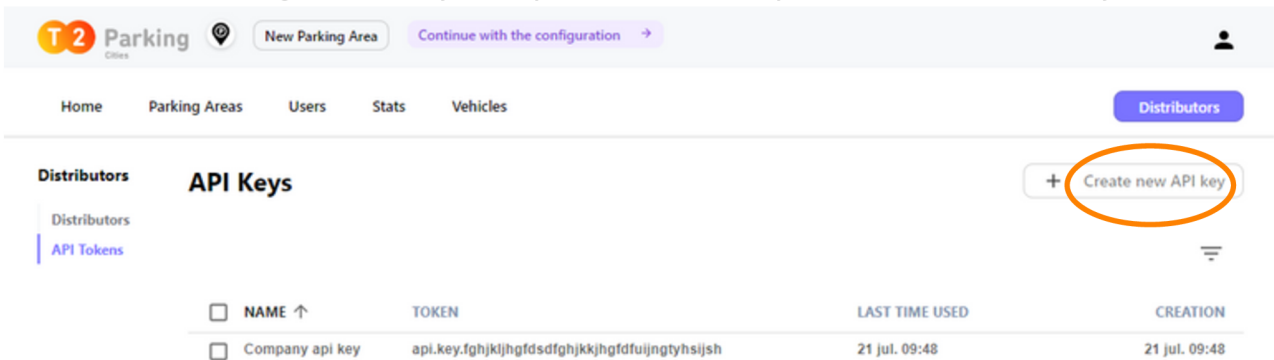 T2 Parking Cities New Parking Area Continue with the configuration →
Home Parking Areas Users Stats Vehicles Distributors
Distributors
Distributors
API Tokens
API Keys
+ Create new API key
NAME ↑ TOKEN LAST TIME USED CREATION
Company api key api.key.fghjkljhgfdsdfghjkkjhgfdfuijngtyhsijsh 21 jul. 09:48 21 jul. 09:48